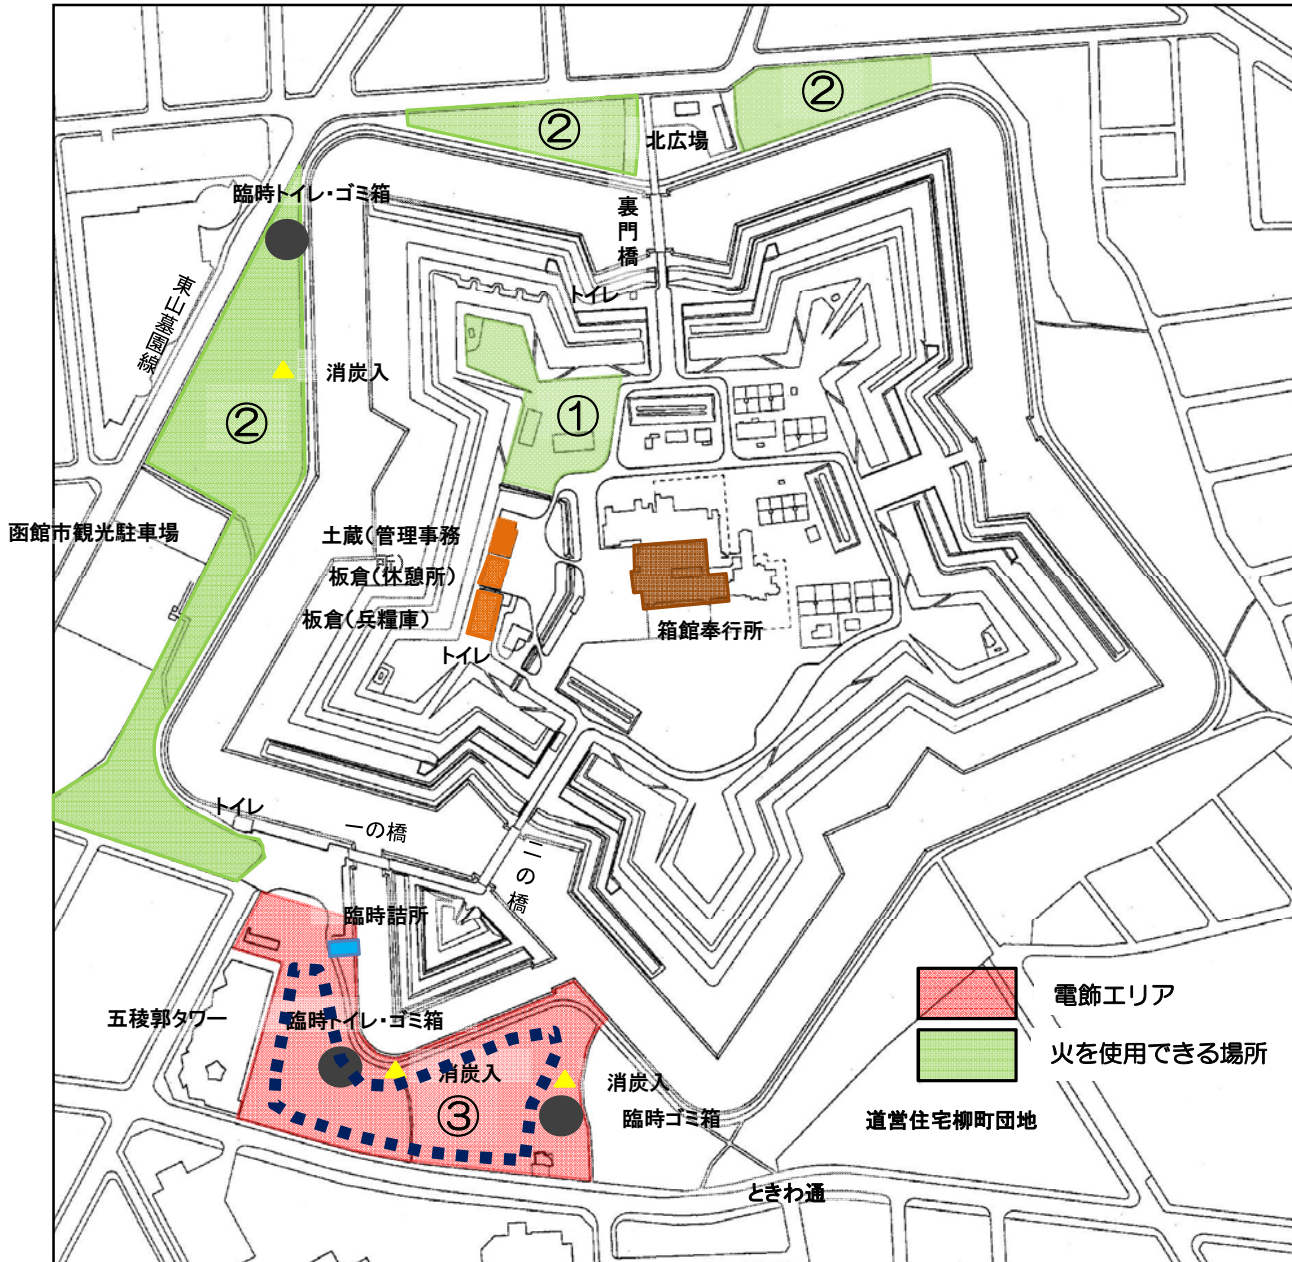 ②
②
北広場
臨時トイレ・ゴミ箱
裏門橋
トイレ
東山墓園線
消炭入
①
②
函館市観光駐車場
土蔵（管理事務所）
板倉（休憩所）
板倉（兵糧庫）
箱館奉行所
トイレ
トイレ
一の橋
二の橋
臨時詰所
電飾エリア
五稜郭タワー
臨時トイレ・ゴミ箱
火を使用できる場所
消炭入
消炭入
③
臨時ゴミ箱
道営住宅柳町団地
ときわ通